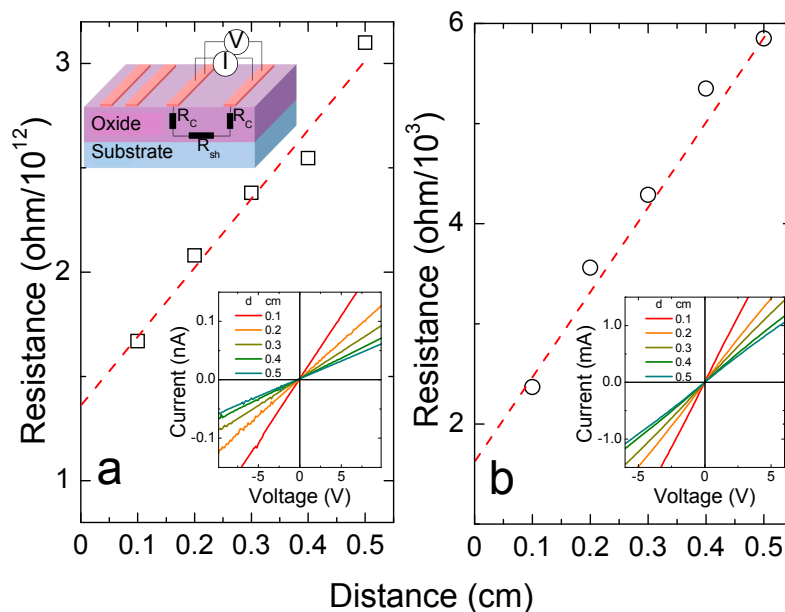 Resistance (ohm/10^12)
3
2
1
0
0.1
0.2
0.3
0.4
0.5
V
I
R_C
R_C
Oxide
R_sh
Substrate
a
Current (nA)
0.1
0.0
-0.1
d cm
0.1
0.2
0.3
0.4
0.5
-5
0
5
Voltage (V)
Resistance (ohm/10^3)
6
4
2
0
0.1
0.2
0.3
0.4
0.5
b
Current (mA)
1.0
0.0
-1.0
d cm
0.1
0.2
0.3
0.4
0.5
-5
0
5
Voltage (V)
Distance (cm)